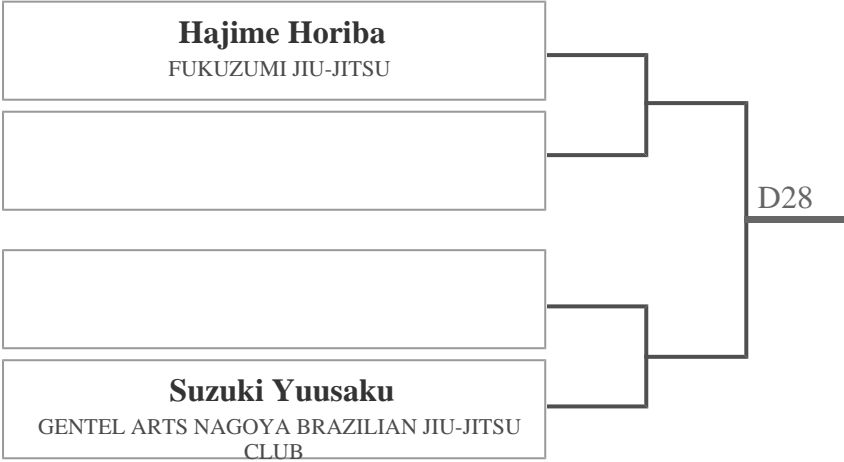 Hajime Horiba
FUKUZUMI JIU-JITSU
D28
Suzuki Yuusaku
GENTEL ARTS NAGOYA BRAZILIAN JIU-JITSU
CLUB